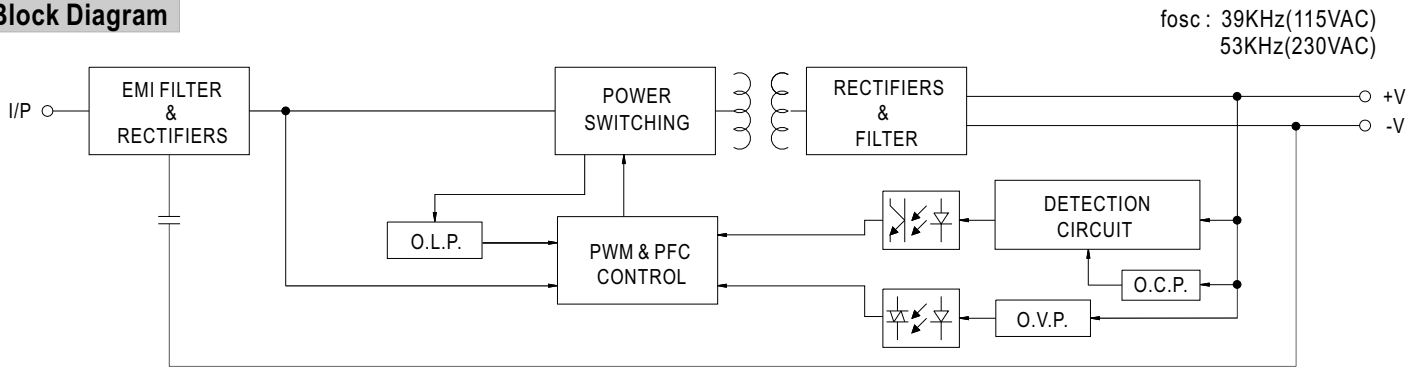 Block Diagram
fosc : 39KHz(115VAC)
53KHz(230VAC)
I/P
EMI FILTER
&
RECTIFIERS
POWER
SWITCHING
RECTIFIERS
&
FILTER
+V
-V
O.L.P.
PWM & PFC
CONTROL
DETECTION
CIRCUIT
O.C.P.
O.V.P.